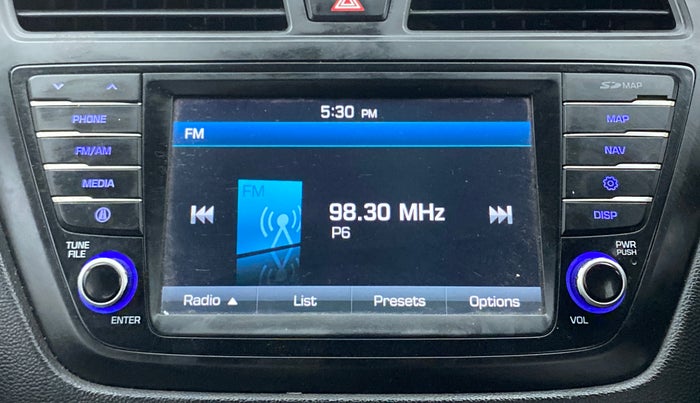 SD MAP
5:30 PM
PHONE
MAP
FM
FM/AM
NAV
FM
MEDIA
98.30 MHz
P6
DISP
TUNE
FILE
PWR
PUSH
Radio ▲ List Presets Options
ENTER
VOL